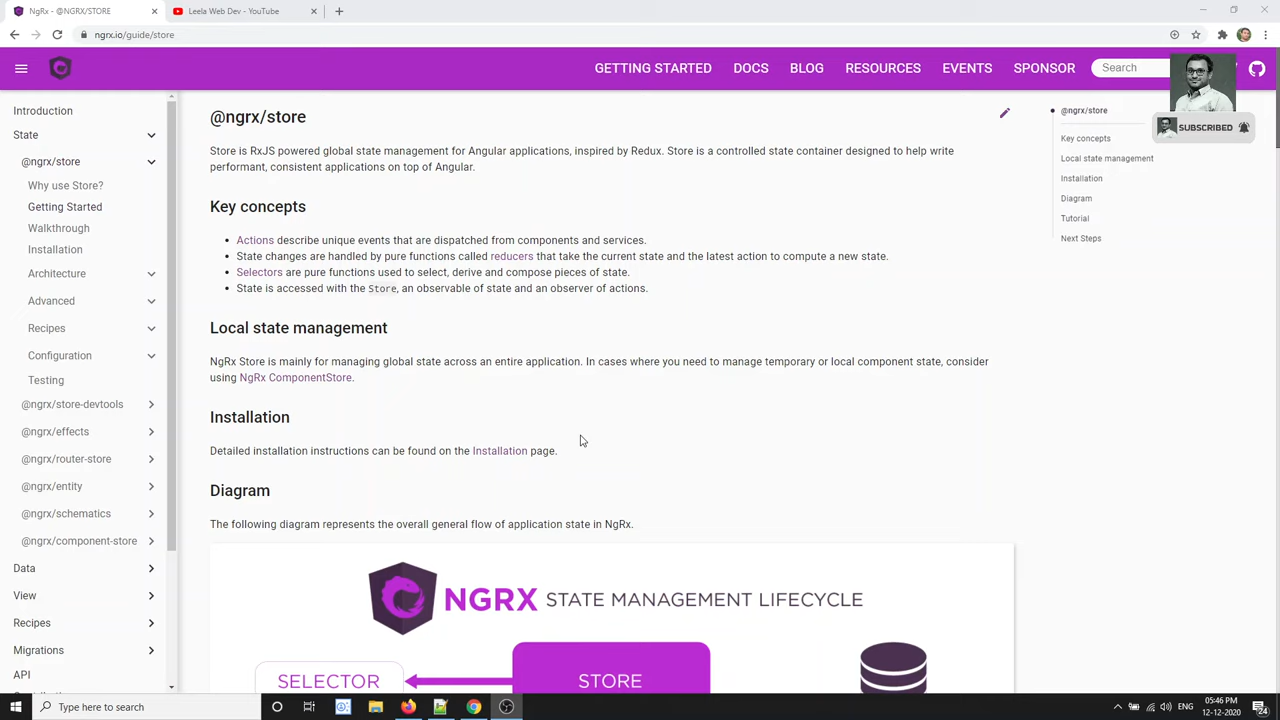 NgRx - @NGRX/STORE
Leela Web Dev - YouTube
ngrx.io/guide/store
GETTING STARTED
DOCS
BLOG
RESOURCES
EVENTS
SPONSOR
Search
SUBSCRIBED
Introduction
State
@ngrx/store
Why use Store?
Getting Started
Walkthrough
Installation
Architecture
Advanced
Recipes
Configuration
Testing
@ngrx/store-devtools
@ngrx/effects
@ngrx/router-store
@ngrx/entity
@ngrx/schematics
@ngrx/component-store
Data
View
Recipes
Migrations
API
@ngrx/store
Store is RxJS powered global state management for Angular applications, inspired by Redux. Store is a controlled state container designed to help write
performant, consistent applications on top of Angular.
Key concepts
• Actions describe unique events that are dispatched from components and services.
• State changes are handled by pure functions called reducers that take the current state and the latest action to compute a new state.
• Selectors are pure functions used to select, derive and compose pieces of state.
• State is accessed with the Store, an observable of state and an observer of actions.
Local state management
NgRx Store is mainly for managing global state across an entire application. In cases where you need to manage temporary or local component state, consider
using NgRx ComponentStore.
Installation
Detailed installation instructions can be found on the Installation page.
Diagram
The following diagram represents the overall general flow of application state in NgRx.
NGRX STATE MANAGEMENT LIFECYCLE
SELECTOR
STORE
@ngrx/store
Key concepts
Local state management
Installation
Diagram
Tutorial
Next Steps
Type here to search
ENG
05:46 PM
12-12-2020
24